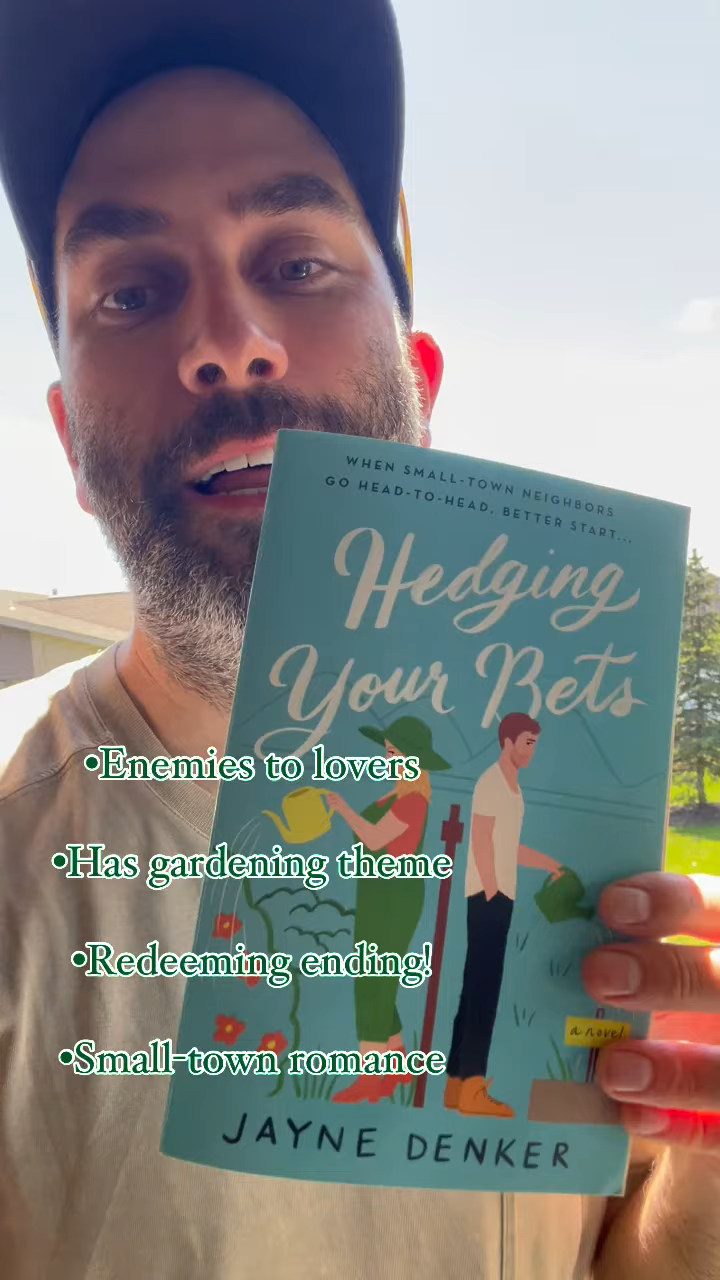 WHEN SMALL-TOWN NEIGHBORS
GO HEAD-TO-HEAD, BETTER START...
Hedging
Your Bets
•Enemies to lovers
•Has gardening theme
•Redeeming ending!
a novel
•Small-town romance
JAYNE DENKER